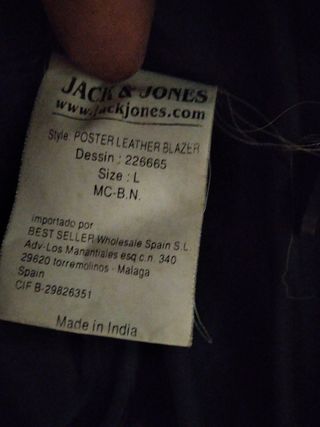 JACK & JONES
www.jackjones.com
Style: POSTER LEATHER BLAZER
Dessin : 226665
Size : L
MC-B.N.
importado por
BEST SELLER Wholesale Spain S.L
Adv-Los Manantiales esq c.n. 340
29620 torremolinos - Malaga
Spain
CIF B-29826351
Made in India